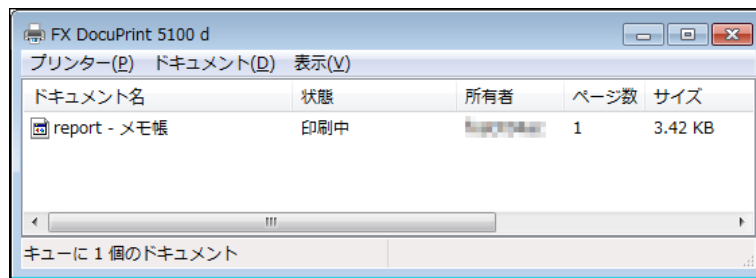 FX DocuPrint 5100 d
プリンター(P) ドキュメント(D) 表示(V)
ドキュメント名 状態 所有者 ページ数 サイズ
report - メモ帳 印刷中 1 3.42 KB
キューに 1 個のドキュメント